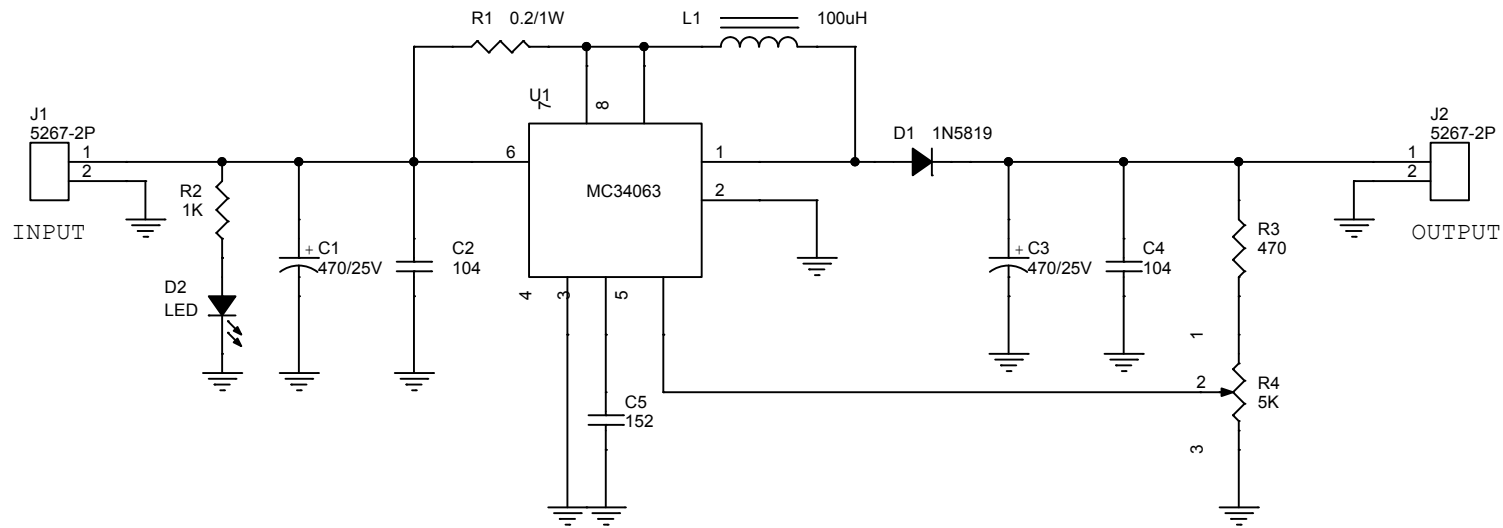 R1 0.2/1W
L1 100uH
U1
7
8
J1
5267-2P
1
2
INPUT
R2
1K
D2
LED
+ C1
470/25V
C2
104
6
MC34063
1
2
4
3
5
C5
152
D1 1N5819
+ C3
470/25V
C4
104
R3
470
1
2
3
R4
5K
J2
5267-2P
1
2
OUTPUT